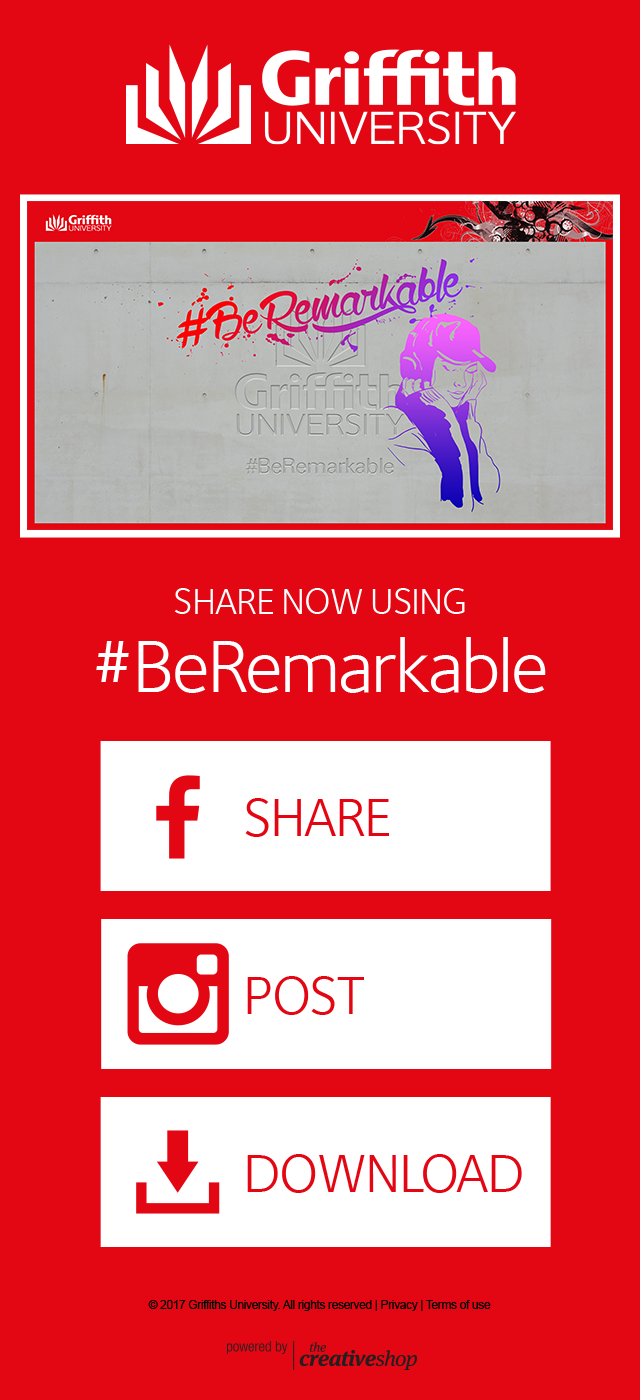 Griffith
UNIVERSITY
Griffith
UNIVERSITY
#BeRemarkable
Griffith
UNIVERSITY
#BeRemarkable
SHARE NOW USING
#BeRemarkable
SHARE
POST
DOWNLOAD
© 2017 Griffiths University. All rights reserved | Privacy | Terms of use
powered by | the
creativeshop